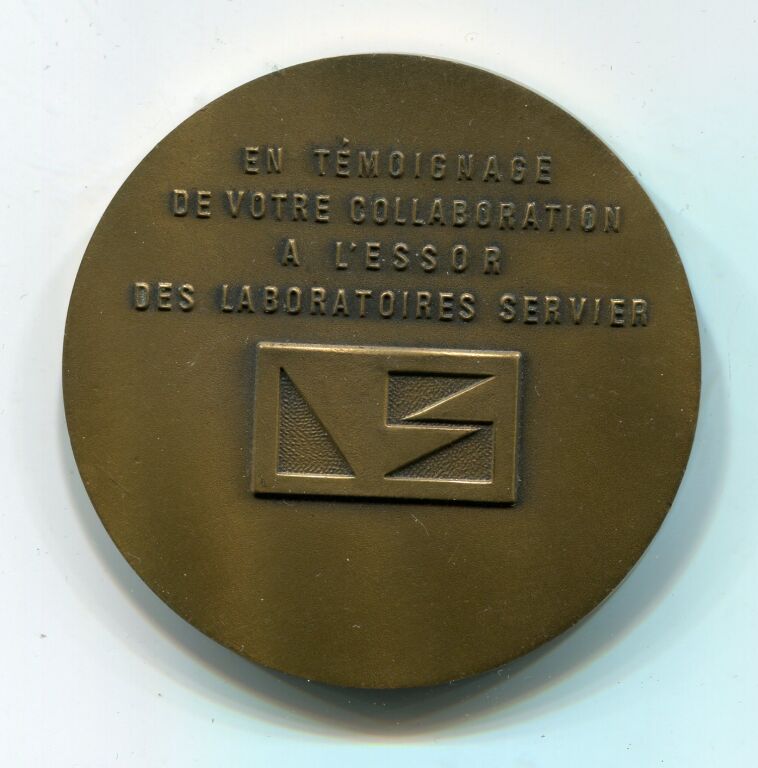 EN TÉMOIGNAGE
DE VOTRE COLLABORATION
A L'ESSOR
DES LABORATOIRES SERVIER